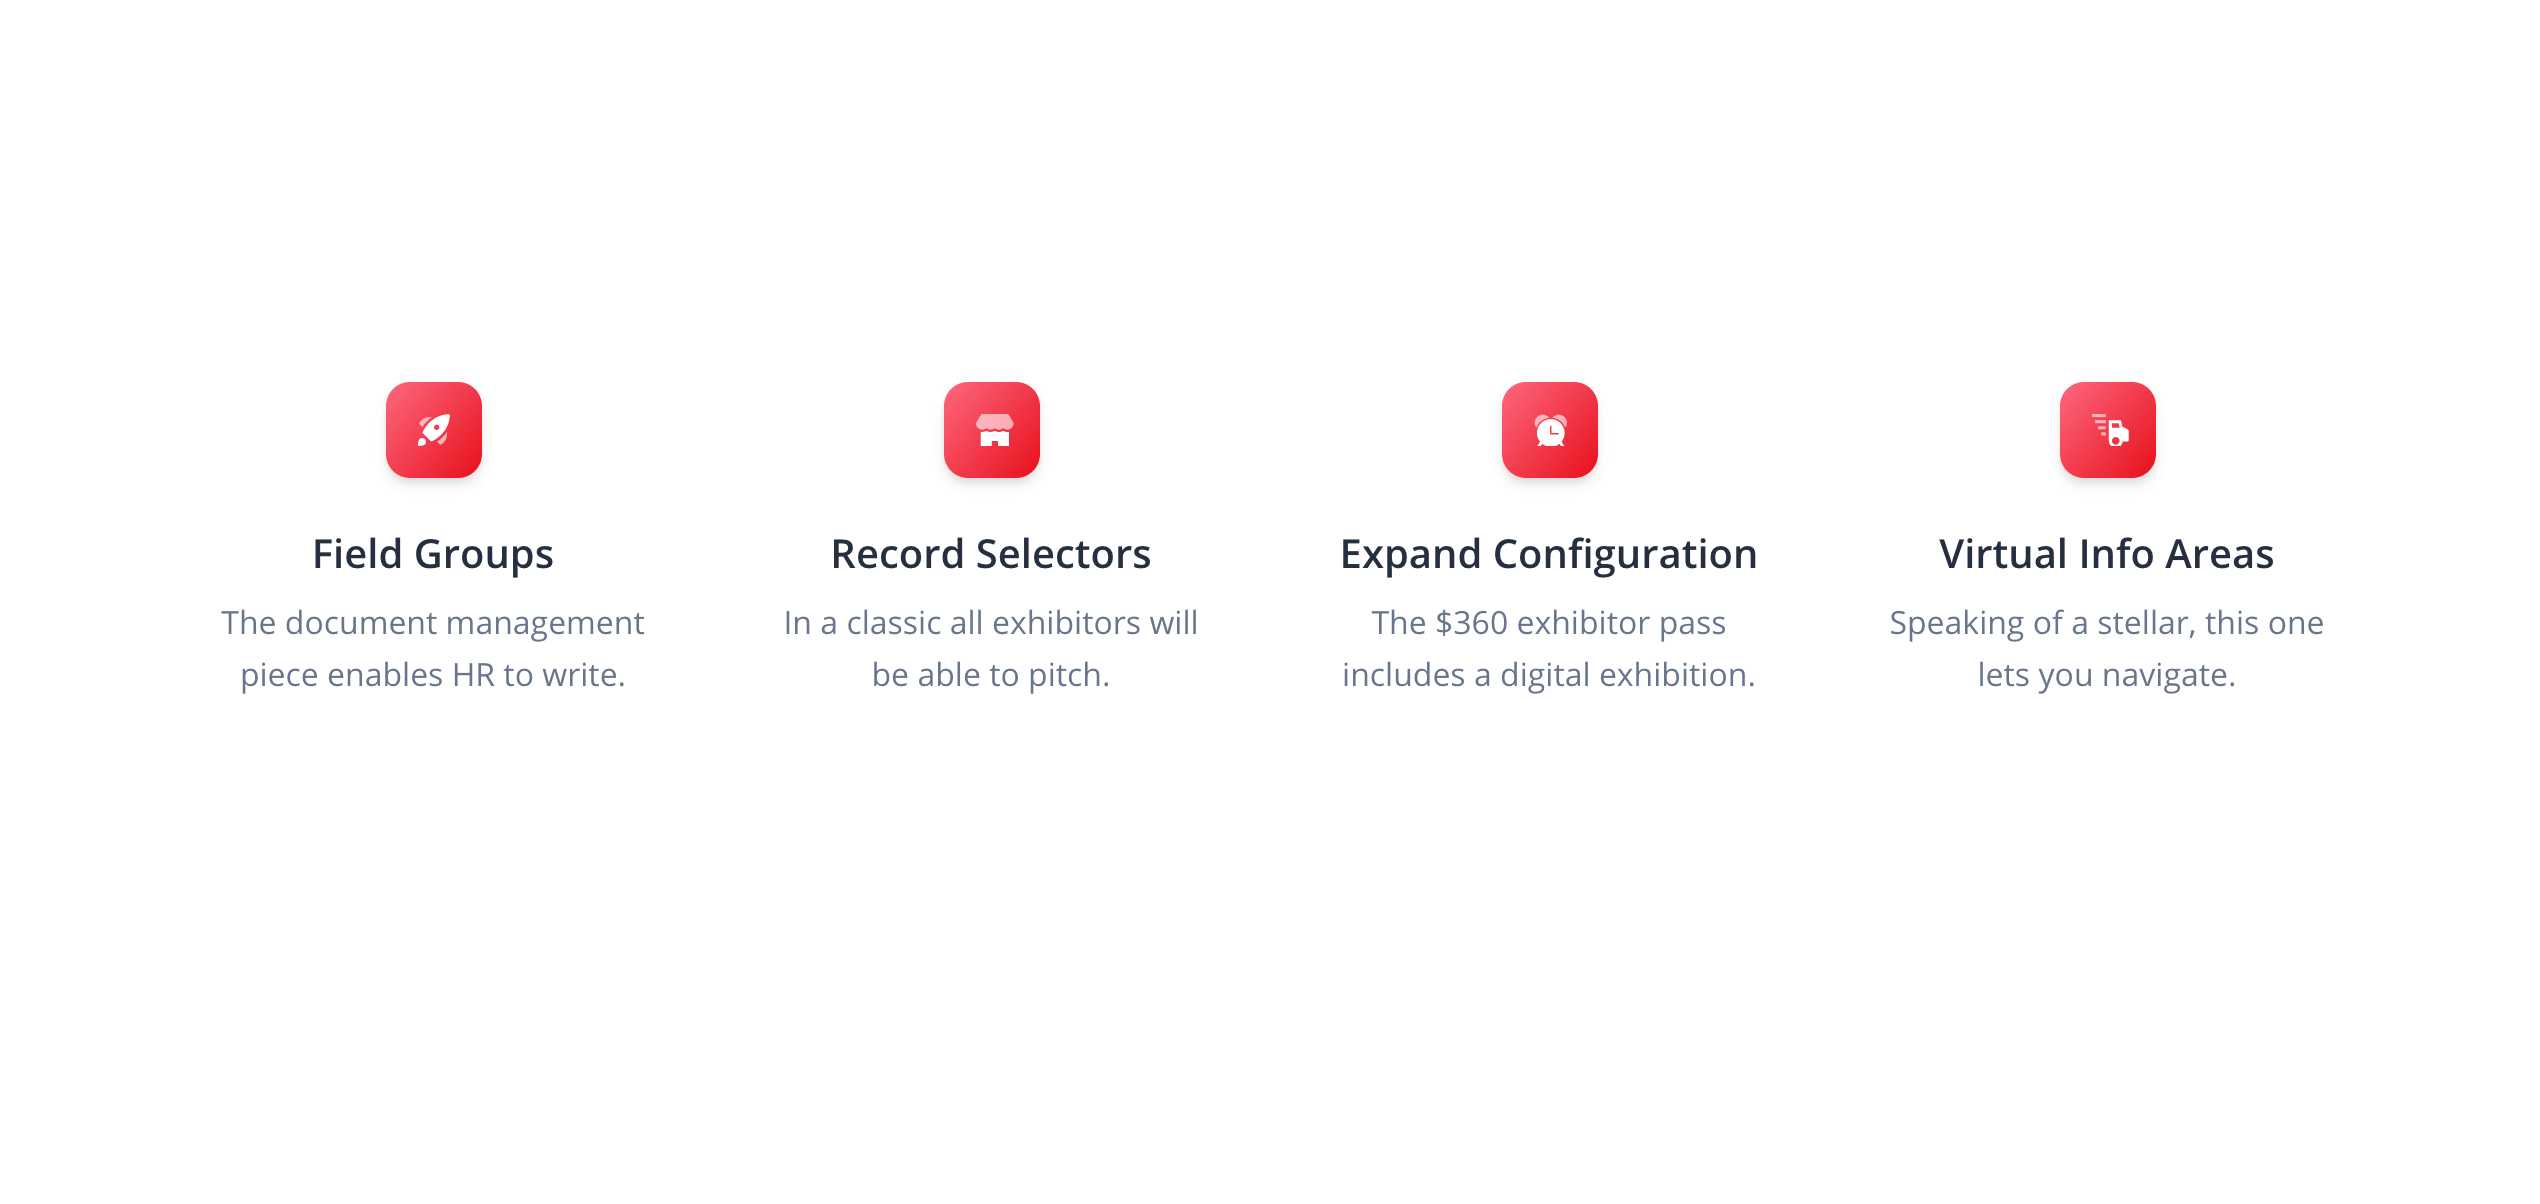 Field Groups
The document management
piece enables HR to write.
Record Selectors
In a classic all exhibitors will
be able to pitch.
Expand Configuration
The $360 exhibitor pass
includes a digital exhibition.
Virtual Info Areas
Speaking of a stellar, this one
lets you navigate.